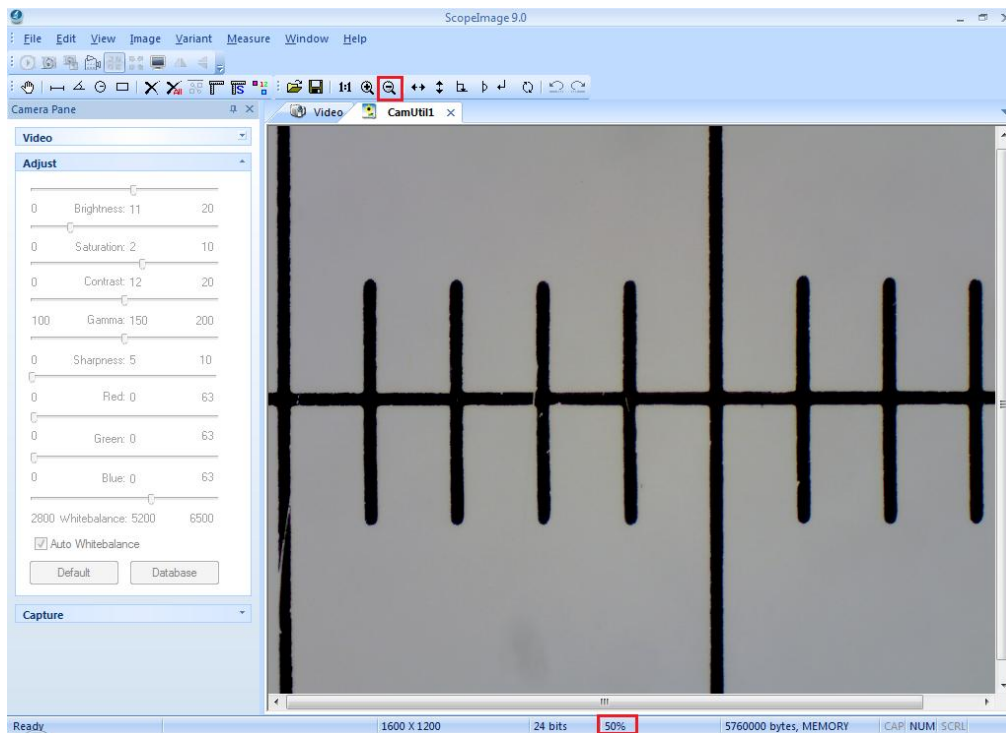 ScopeImage 9.0
File Edit View Image Variant Measure Window Help
1:1
Camera Pane
Video CamUtil1
Video
Adjust
0 Brightness: 11 20
0 Saturation: 2 10
0 Contrast: 12 20
100 Gamma: 150 200
0 Sharpness: 5 10
0 Red: 0 63
0 Green: 0 63
0 Blue: 0 63
2800 Whitebalance: 5200 6500
Auto Whitebalance
Default Database
Capture
Ready 1600 X 1200 24 bits 50% 5760000 bytes, MEMORY CAP NUM SCRL